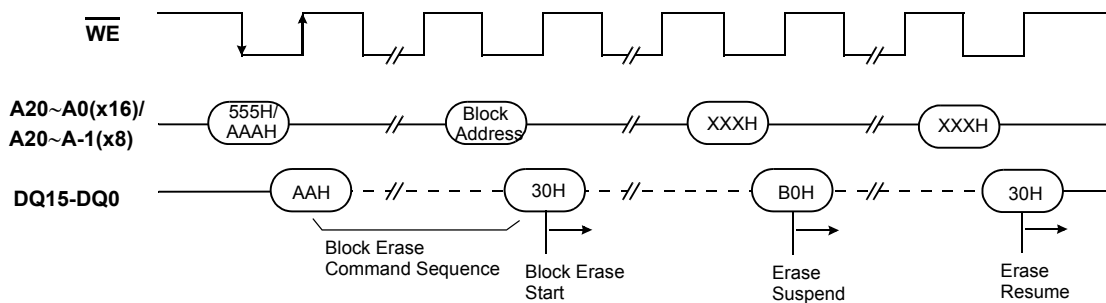 WE
A20~A0(x16)/
A20~A-1(x8)
555H/
AAAH
Block
Address
XXXH
XXXH
DQ15-DQ0
AAH
30H
B0H
30H
Block Erase
Command Sequence
Block Erase
Start
Erase
Suspend
Erase
Resume